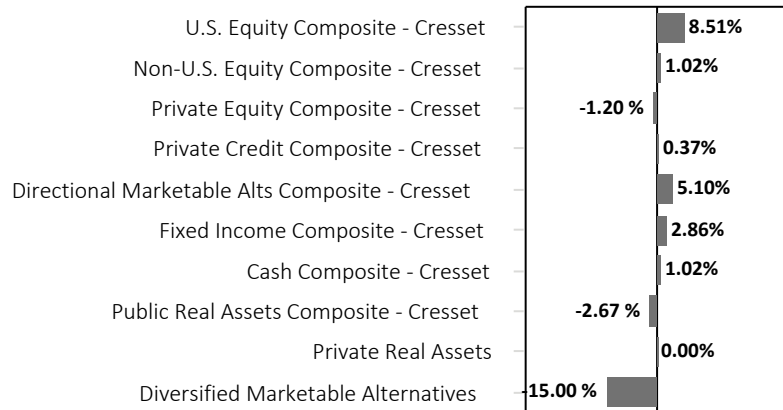 U.S. Equity Composite - Cresset 8.51%
Non-U.S. Equity Composite - Cresset 1.02%
Private Equity Composite - Cresset -1.20 %
Private Credit Composite - Cresset 0.37%
Directional Marketable Alts Composite - Cresset 5.10%
Fixed Income Composite - Cresset 2.86%
Cash Composite - Cresset 1.02%
Public Real Assets Composite - Cresset -2.67 %
Private Real Assets 0.00%
Diversified Marketable Alternatives -15.00 %